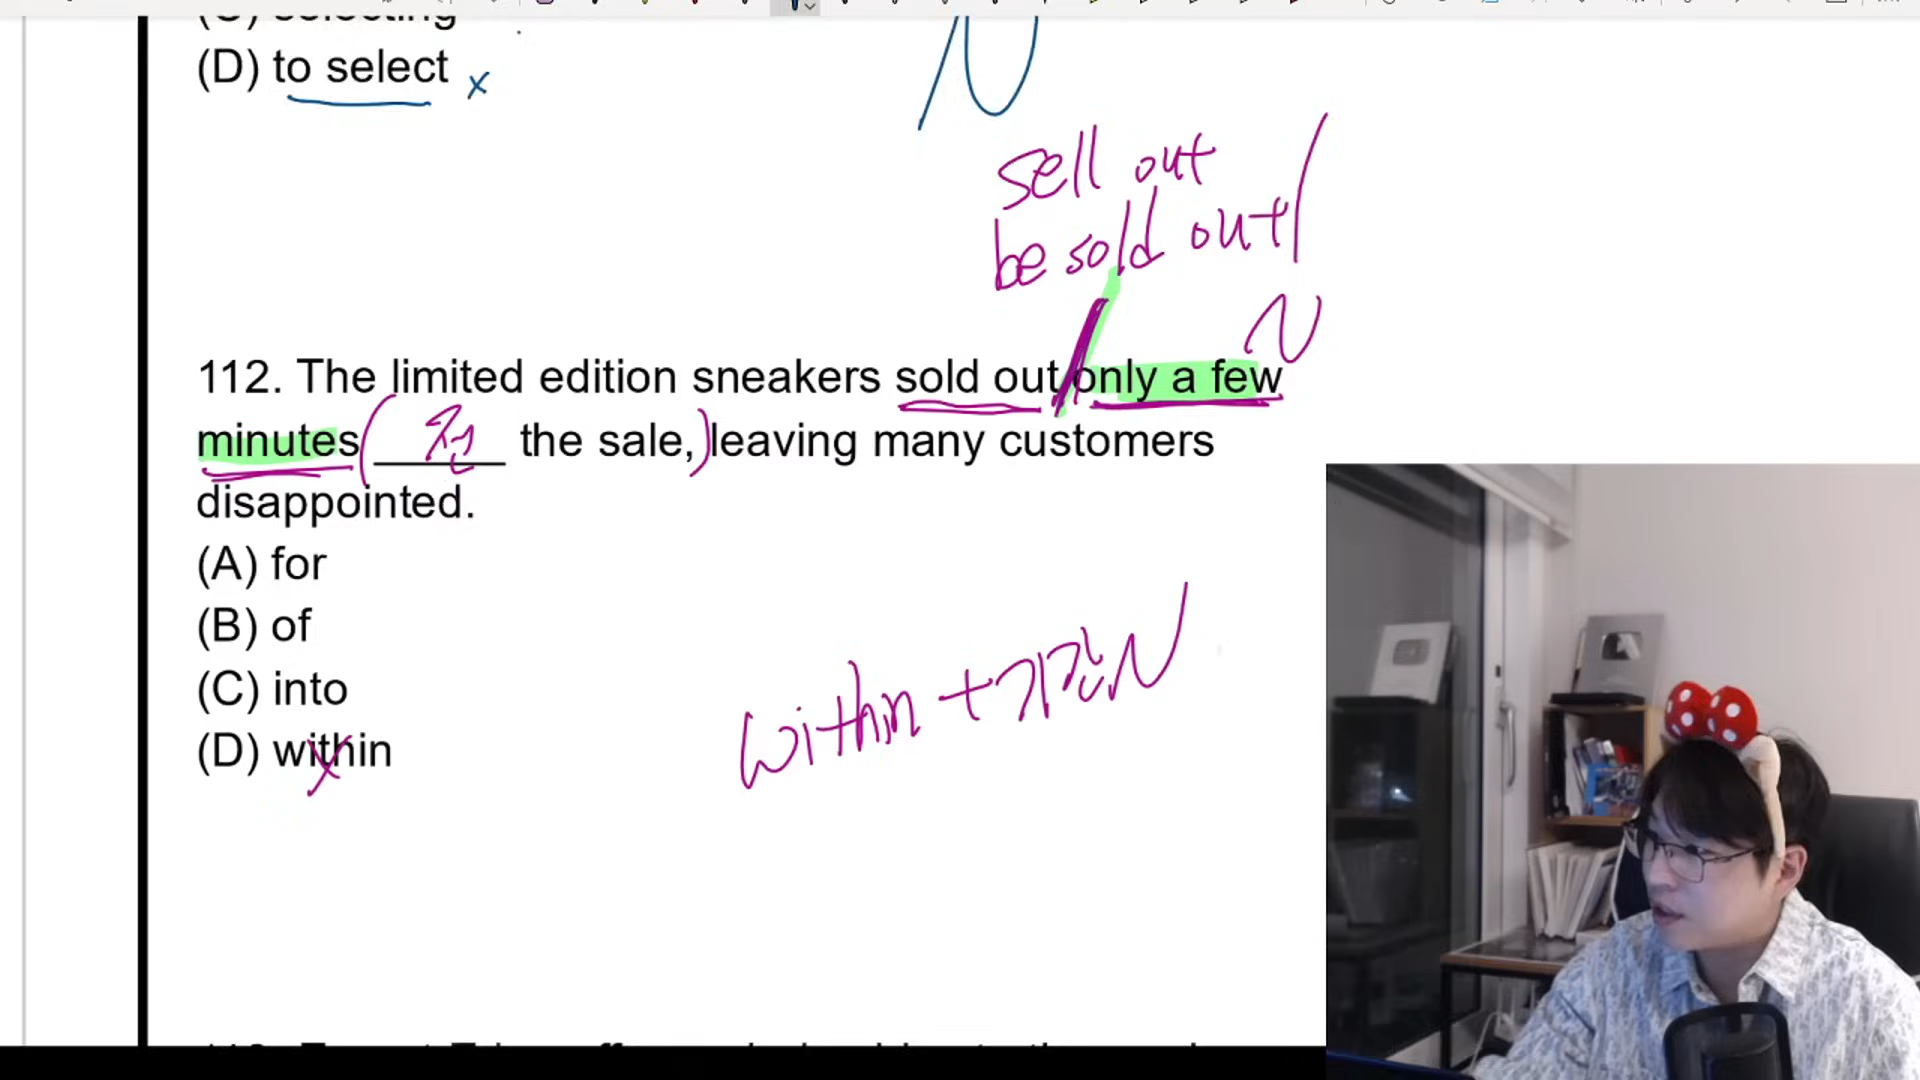 (D) to select x
N
sell out
be sold out
N
112. The limited edition sneakers sold out only a few
minutes 전 the sale, leaving many customers
disappointed.
(A) for
(B) of
(C) into
(D) within
within + 기간N